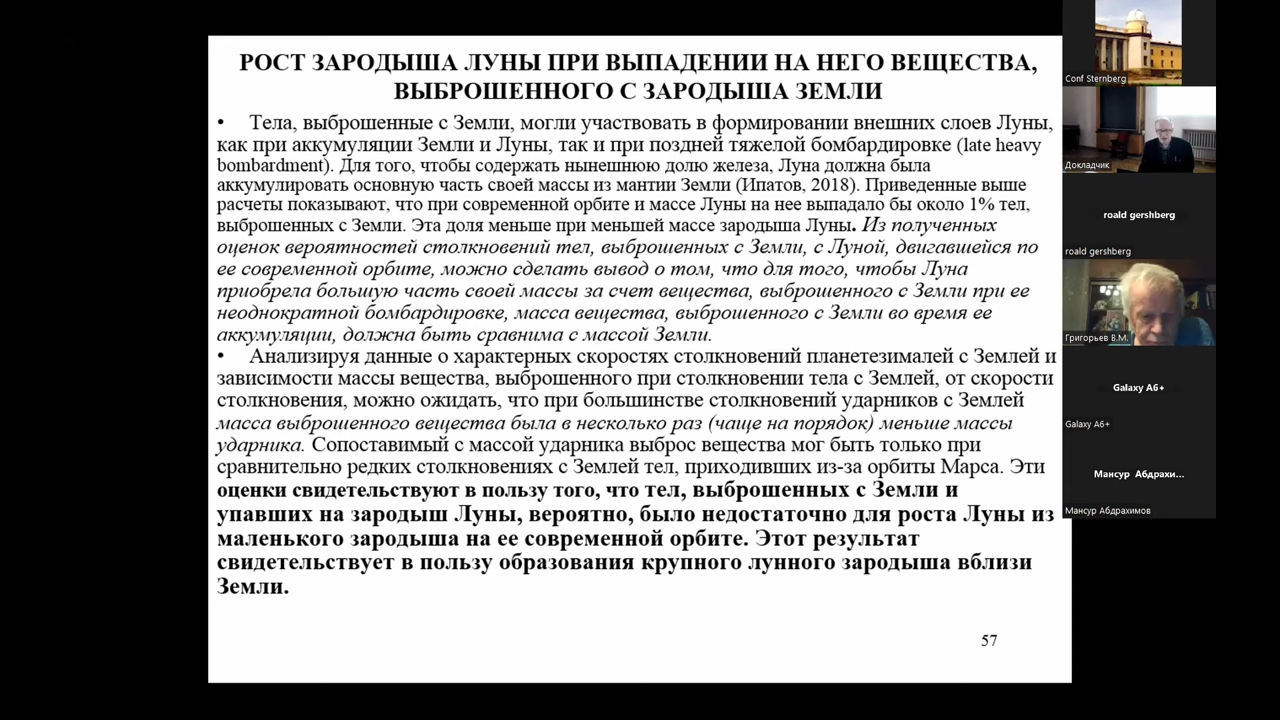 РОСТ ЗАРОДЫША ЛУНЫ ПРИ ВЫПАДЕНИИ НА НЕГО ВЕЩЕСТВА,
ВЫБРОШЕННОГО С ЗАРОДЫША ЗЕМЛИ
• Тела, выброшенные с Земли, могли участвовать в формировании внешних слоев Луны,
как при аккумуляции Земли и Луны, так и при поздней тяжелой бомбардировке (late heavy
bombardment). Для того, чтобы содержать нынешнюю долю железа, Луна должна была
аккумулировать основную часть своей массы из мантии Земли (Ипатов, 2018). Приведенные выше
расчеты показывают, что при современной орбите и массе Луны на нее выпадало бы около 1% тел,
выброшенных с Земли. Эта доля меньше при меньшей массе зародыша Луны. Из полученных
оценок вероятностей столкновений тел, выброшенных с Земли, с Луной, двигавшейся по
ее современной орбите, можно сделать вывод о том, что для того, чтобы Луна
приобрела большую часть своей массы за счет вещества, выброшенного с Земли при ее
неоднократной бомбардировке, масса вещества, выброшенного с Земли во время ее
аккумуляции, должна быть сравнима с массой Земли.
• Анализируя данные о характерных скоростях столкновений планетезималей с Землей и
зависимости массы вещества, выброшенного при столкновении тела с Землей, от скорости
столкновения, можно ожидать, что при большинстве столкновений ударников с Землей
масса выброшенного вещества была в несколько раз (чаще на порядок) меньше массы
ударника. Сопоставимый с массой ударника выброс вещества мог быть только при
сравнительно редких столкновениях с Землей тел, приходивших из-за орбиты Марса. Эти
оценки свидетельствуют в пользу того, что тел, выброшенных с Земли и
упавших на зародыш Луны, вероятно, было недостаточно для роста Луны из
маленького зародыша на ее современной орбите. Этот результат
свидетельствует в пользу образования крупного лунного зародыша вблизи
Земли.
57
Conf Sternberg
Докладчик
roald gershberg
roald gershberg
Григорьев В.М.
Galaxy A6+
Galaxy A6+
Мансур Абдрахи...
Мансур Абдрахимов